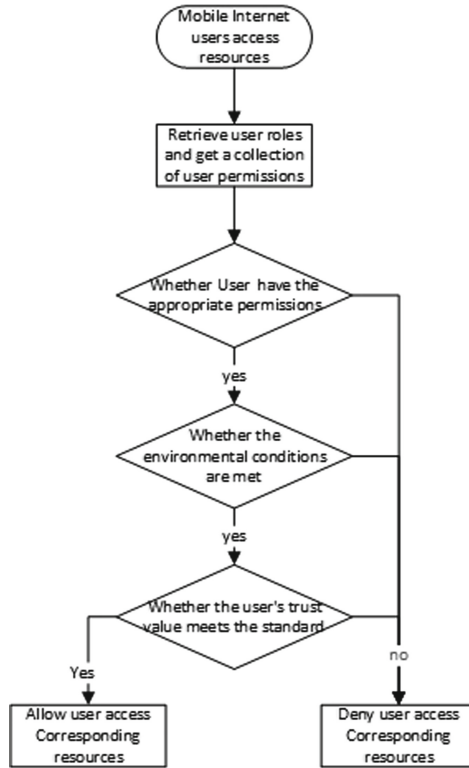 Mobile Internet
users access
resources
Retrieve user roles
and get a collection
of user permissions
Whether User have the
appropriate permissions
yes
Whether the
environmental conditions
are met
yes
Whether the user's trust
value meets the standard
Yes
no
Allow user access
Corresponding
resources
Deny user access
Corresponding
resources